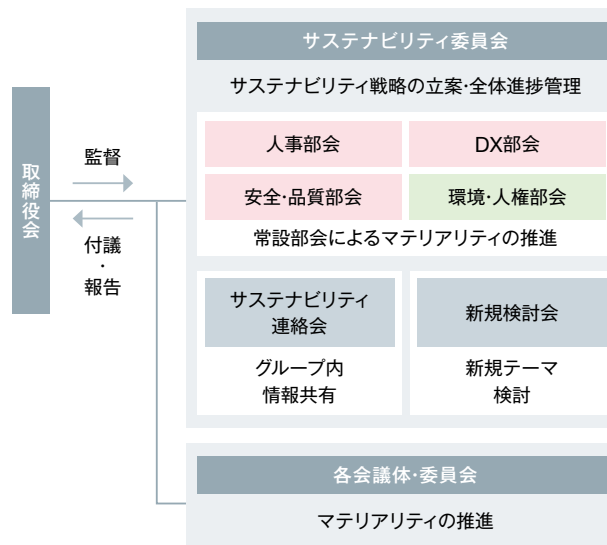 取締役会
監督
付議
・
報告
サステナビリティ委員会
サステナビリティ戦略の立案・全体進捗管理
人事部会
DX部会
安全・品質部会
環境・人権部会
常設部会によるマテリアリティの推進
サステナビリティ
連絡会
グループ内
情報共有
新規検討会
新規テーマ
検討
各会議体・委員会
マテリアリティの推進